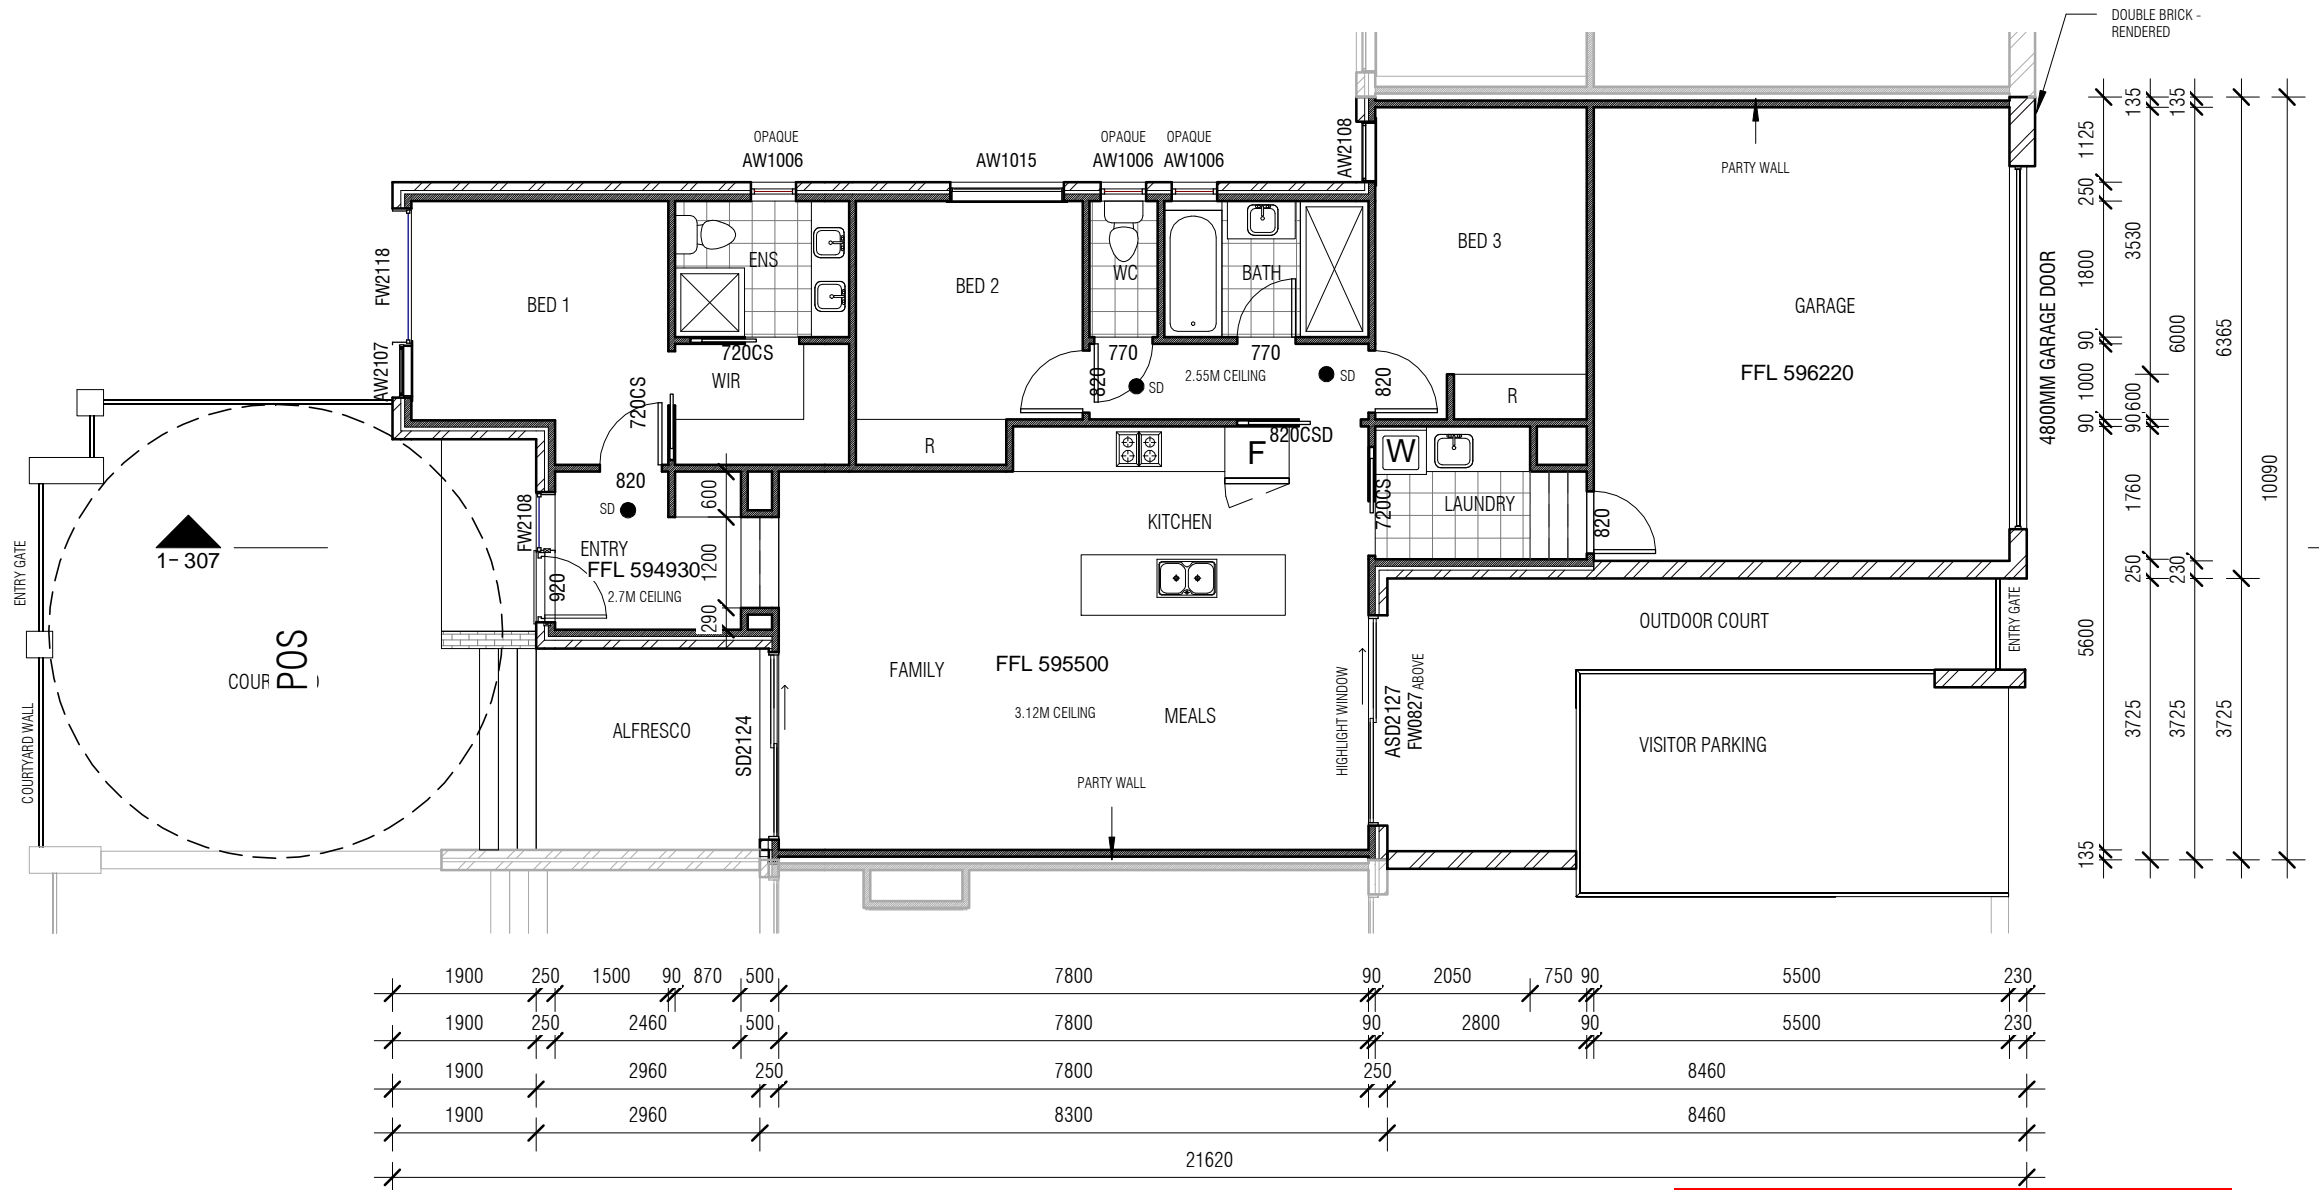 DOUBLE BRICK -
RENDERED
OPAQUE
AW1006
AW1015
OPAQUE
AW1006
OPAQUE
AW1006
AW2108
PARTY WALL
BED 3
GARAGE
FFL 596220
4800MM GARAGE DOOR
FW2118
AW2107
BED 1
ENS
720CS
WIR
720CS
BED 2
R
WC
770
BATH
770
820
SD
2.55M CEILING
SD
820
820CSD
R
F
W
720CS
LAUNDRY
820
820
SD
FW2108
ENTRY
FFL 594930
2.7M CEILING
920
600
1200
290
KITCHEN
1- 307
ENTRY GATE
COURTYARD WALL
COUR
POS
ALFRESCO
SD2124
FAMILY
FFL 595500
3.12M CEILING
MEALS
PARTY WALL
HIGHLIGHT WINDOW
ASD2127
FW0827 ABOVE
OUTDOOR COURT
ENTRY GATE
VISITOR PARKING
135
1125
250
1800
90
1000
90
1760
250
5600
135
135
3530
600
90
3725
135
6000
230
3725
6365
3725
10090
1900 250 1500 90 870 500 7800 90 2050 750 90 5500 230
1900 250 2460 500 7800 90 2800 90 5500 230
1900 2960 250 7800 250 8460
1900 2960 8300 8460
21620